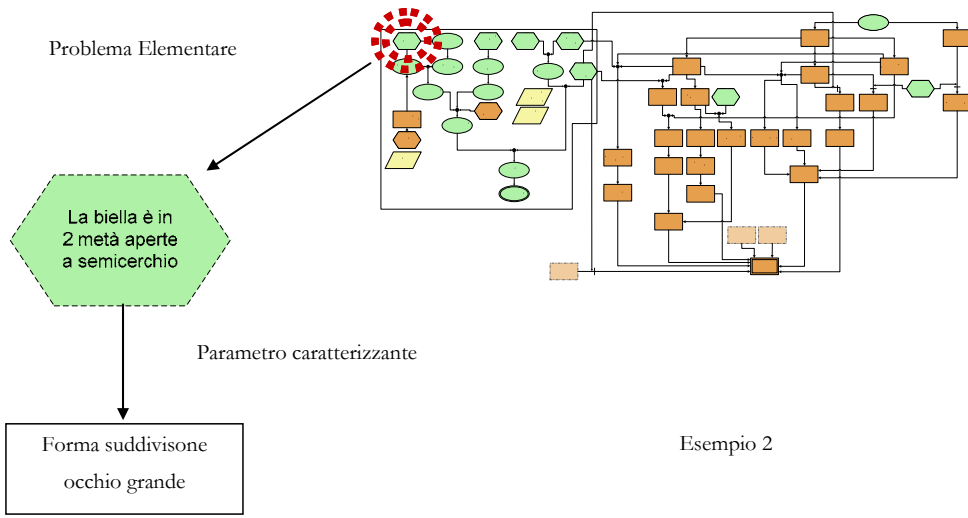 Problema Elementare
La biella è in
2 metà aperte
a semicerchio
Parametro caratterizzante
Forma suddivisone
occhio grande
Esempio 2